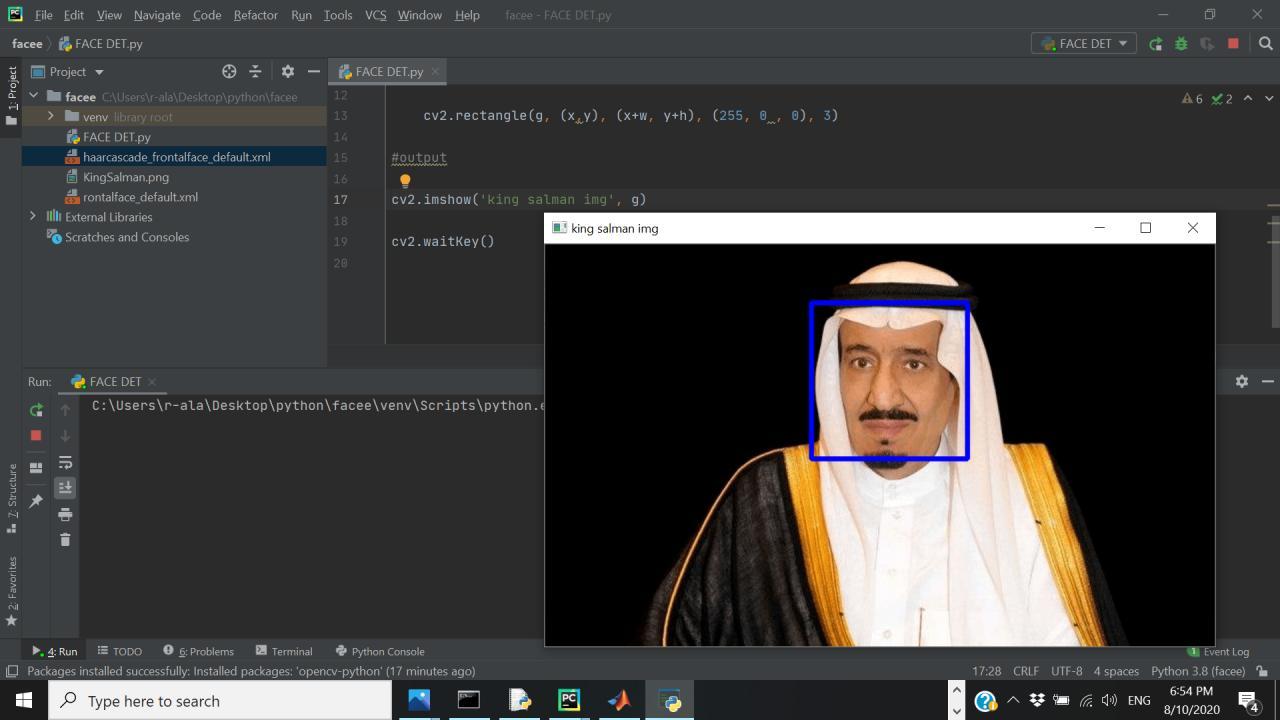 File Edit View Navigate Code Refactor Run Tools VCS Window Help facee - FACE DET.py
facee FACE DET.py FACE DET
1: Project
Project
FACE DET.py
facee C:\Users\r-ala\Desktop\python\facee
venv library root
FACE DET.py
haarcascade_frontalface_default.xml
KingSalman.png
rontalface_default.xml
External Libraries
Scratches and Consoles
12
13 cv2.rectangle(g, (x,y), (x+w, y+h), (255, 0 , 0), 3)
14
15 #output
16
17 cv2.imshow('king salman img', g)
18
19 cv2.waitKey()
20
6 2
king salman img
Run: FACE DET
C:\Users\r-ala\Desktop\python\facee\venv\Scripts\python.e
7: Structure
2: Favorites
4: Run TODO 6: Problems Terminal Python Console 1 Event Log
Packages installed successfully: Installed packages: 'opencv-python' (17 minutes ago) 17:28 CRLF UTF-8 4 spaces Python 3.8 (facee)
Type here to search
ENG
6:54 PM
8/10/2020
4